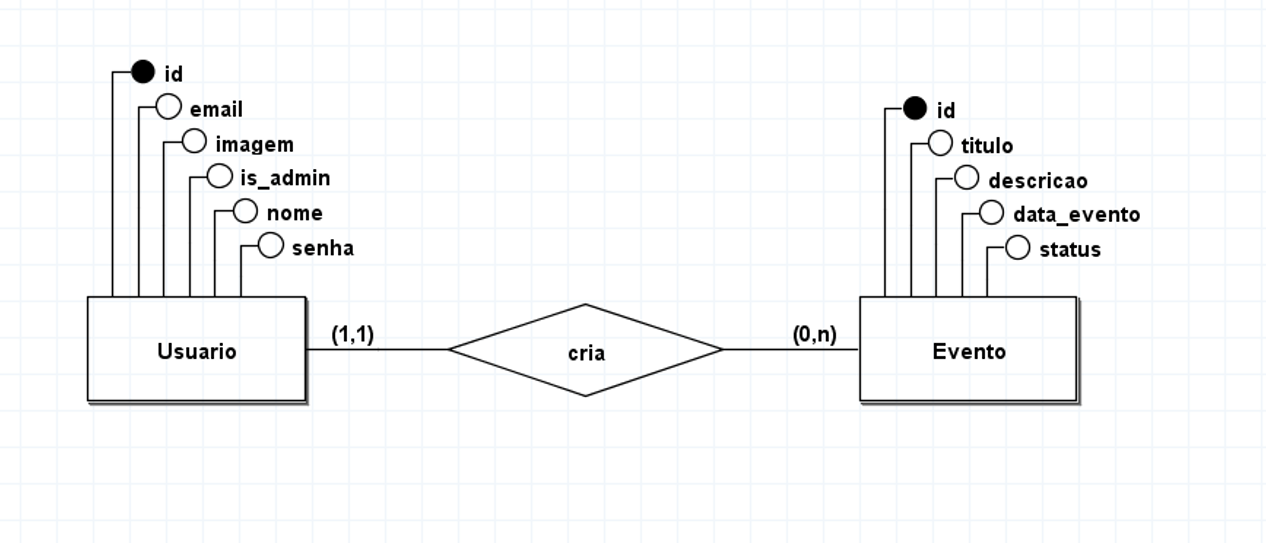 id
email
imagem
is_admin
nome
senha
Usuario
(1,1)
cria
(0,n)
id
titulo
descricao
data_evento
status
Evento